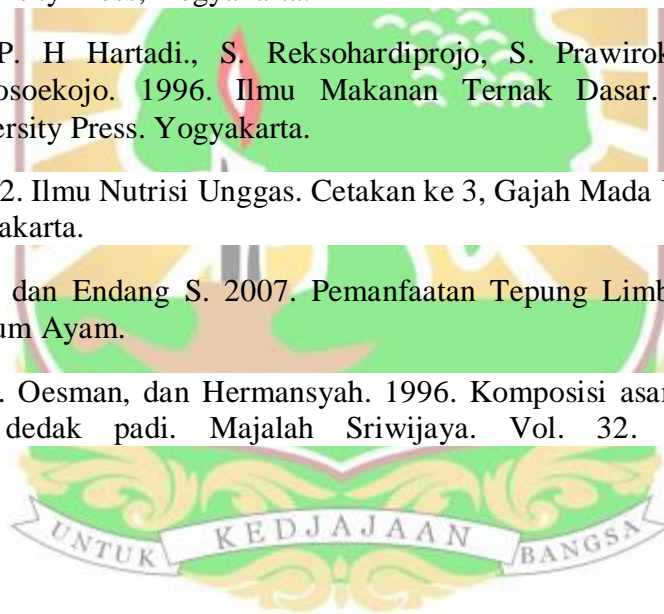 Press, Yogyakarta.
P. H Hartadi., S. Reksohardiprojo, S. Prawirok
osoekojo. 1996. Ilmu Makanan Ternak Dasar.
ersity Press. Yogyakarta.
2. Ilmu Nutrisi Unggas. Cetakan ke 3, Gajah Mada
akarta.
dan Endang S. 2007. Pemanfaatan Tepung Limb
um Ayam.
. Oesman, dan Hermansyah. 1996. Komposisi asar
dedak padi. Majalah Sriwijaya. Vol. 32.
UNTUK KEDJAJAAN BANGSA